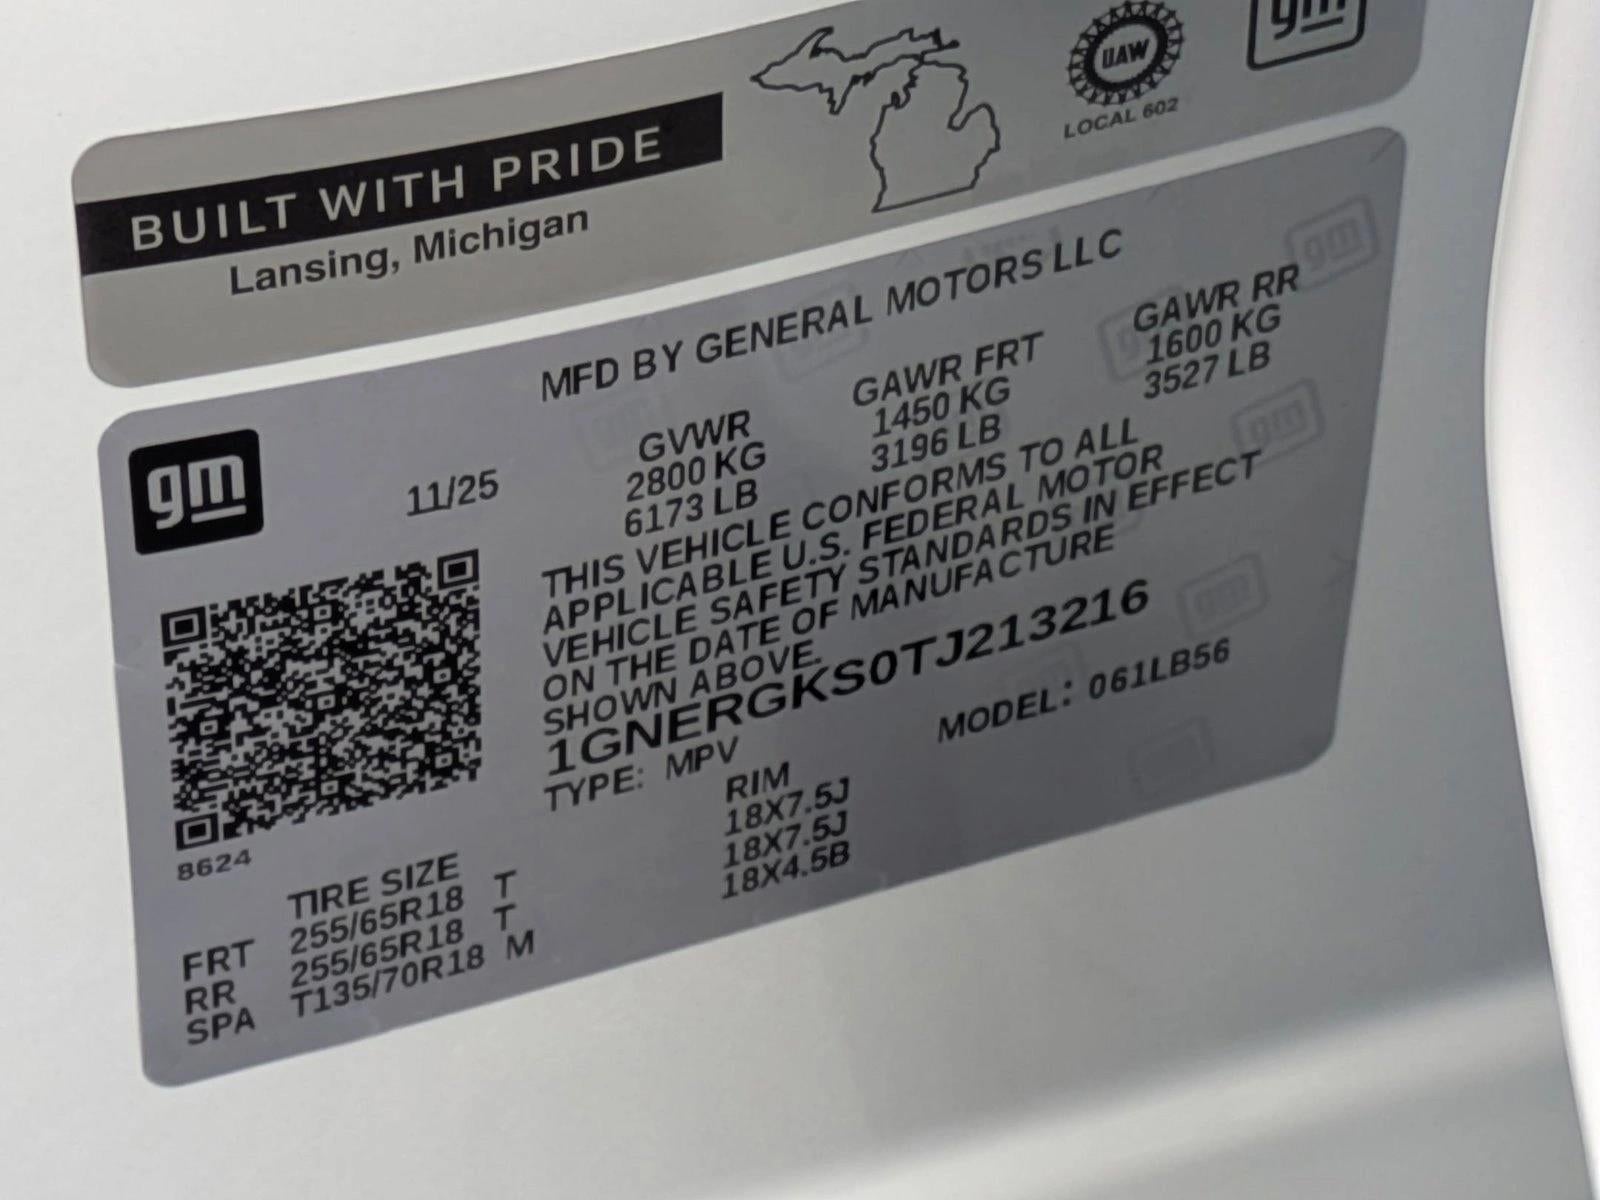 BUILT WITH PRIDE
Lansing, Michigan
UAW
LOCAL 602
gm
MFD BY GENERAL MOTORS LLC
gm
11/25
GVWR GAWR FRT GAWR RR
2800 KG 1450 KG 1600 KG
6173 LB 3196 LB 3527 LB
THIS VEHICLE CONFORMS TO ALL
APPLICABLE U.S. FEDERAL MOTOR
VEHICLE SAFETY STANDARDS IN EFFECT
ON THE DATE OF MANUFACTURE
SHOWN ABOVE.
1GNERGKS0TJ213216
TYPE: MPV MODEL: 061LB56
8624
TIRE SIZE RIM
FRT 255/65R18 T 18X7.5J
RR 255/65R18 T 18X7.5J
SPA T135/70R18 M 18X4.5B